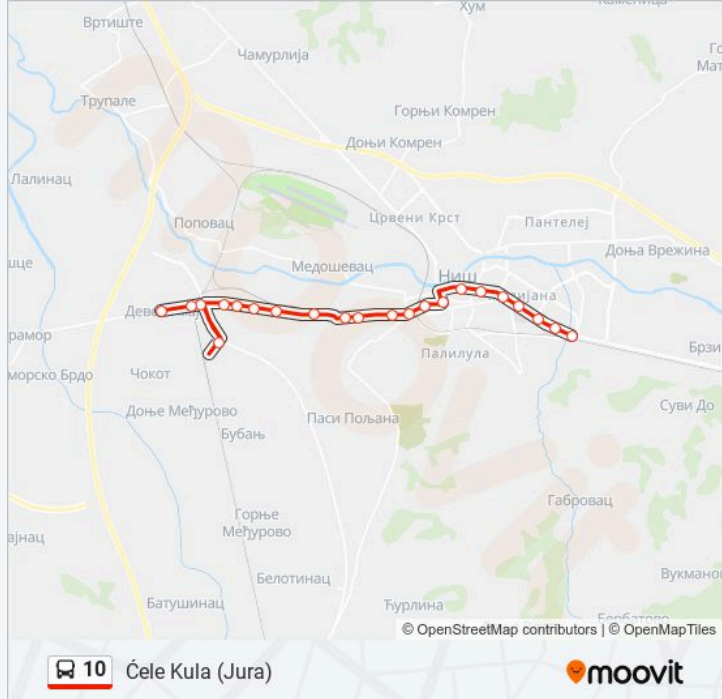 Хум
Вртиште
Чамурлија
Трупале
Горњи Комрен
Доњи Комрен
Лалинац
Поповац
Црвени Крст
Пантелеј
Доња Врежина
Медошевац
Ниш
Палилула
Чокот
Суви До
Доње Међурово
Паси Пољана
Бубањ
Габровац
Горње
Међурово
Белотинац
Батушинац
Ћурлина
© OpenStreetMap contributors | © OpenMapTiles
10 Ćele Kula (Jura)
moovit